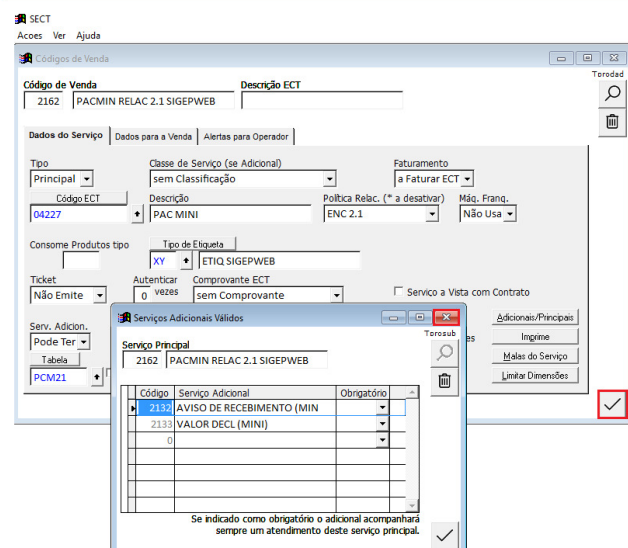 SECT
Acoes Ver Ajuda
Códigos de Venda
Torodad
Código de Venda Descrição ECT
2162 PACMIN RELAC 2.1 SIGEPWEB
Dados do Serviço Dados para a Venda Alertas para Operador
Tipo Classe de Serviço (se Adicional) Faturamento
Principal sem Classificação a Faturar ECT
Código ECT Descrição Política Relac. (* a desativar) Máq. Franq.
04227 PAC MINI ENC 2.1 Não Usa
Consome Produtos tipo Tipo de Etiqueta
XY ETIQ SIGEPWEB
Ticket Autenticar Comprovante ECT
Não Emite 0 vezes sem Comprovante Servico a Vista com Contrato
Serv. Adicion. Adicionais/Principais
Pode Ter es Imprime
Tabela Malas do Serviço
PCM21 Limitar Dimensões
Serviços Adicionais Válidos
Torosub
Serviço Principal
2162 PACMIN RELAC 2.1 SIGEPWEB
Código Serviço Adicional Obrigatório
2132 AVISO DE RECEBIMENTO (MIN
2133 VALOR DECL (MINI)
0
Se indicado como obrigatório o adicional acompanhará
sempre um atendimento deste serviço principal.